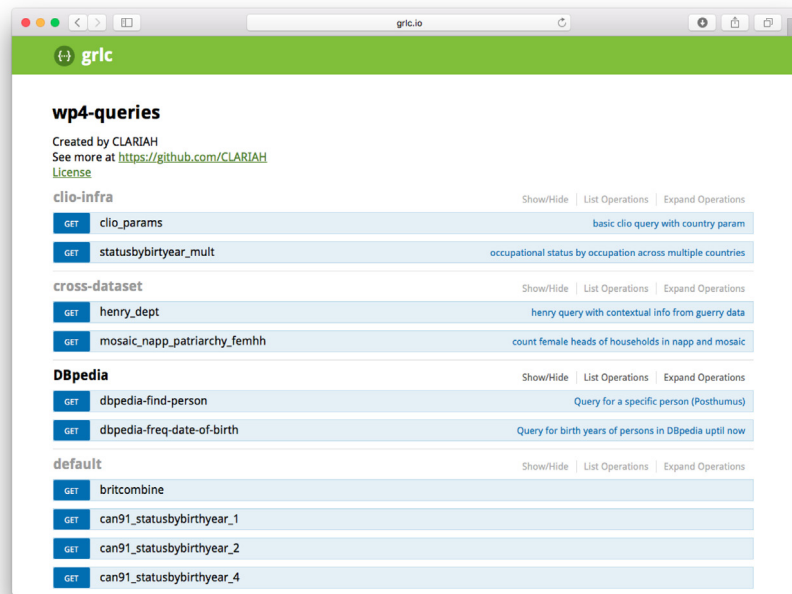 grlc.io
{··} grlc
wp4-queries
Created by CLARIAH
See more at https://github.com/CLARIAH
License
clio-infra Show/Hide List Operations Expand Operations
GET clio_params basic clio query with country param
GET statusbybirtyear_mult occupational status by occupation across multiple countries
cross-dataset Show/Hide List Operations Expand Operations
GET henry_dept henry query with contextual info from guerry data
GET mosaic_napp_patriarchy_femhh count female heads of households in napp and mosaic
DBpedia Show/Hide List Operations Expand Operations
GET dbpedia-find-person Query for a specific person (Posthumus)
GET dbpedia-freq-date-of-birth Query for birth years of persons in DBpedia uptil now
default Show/Hide List Operations Expand Operations
GET britcombine
GET can91_statusbybirthyear_1
GET can91_statusbybirthyear_2
GET can91_statusbybirthyear_4